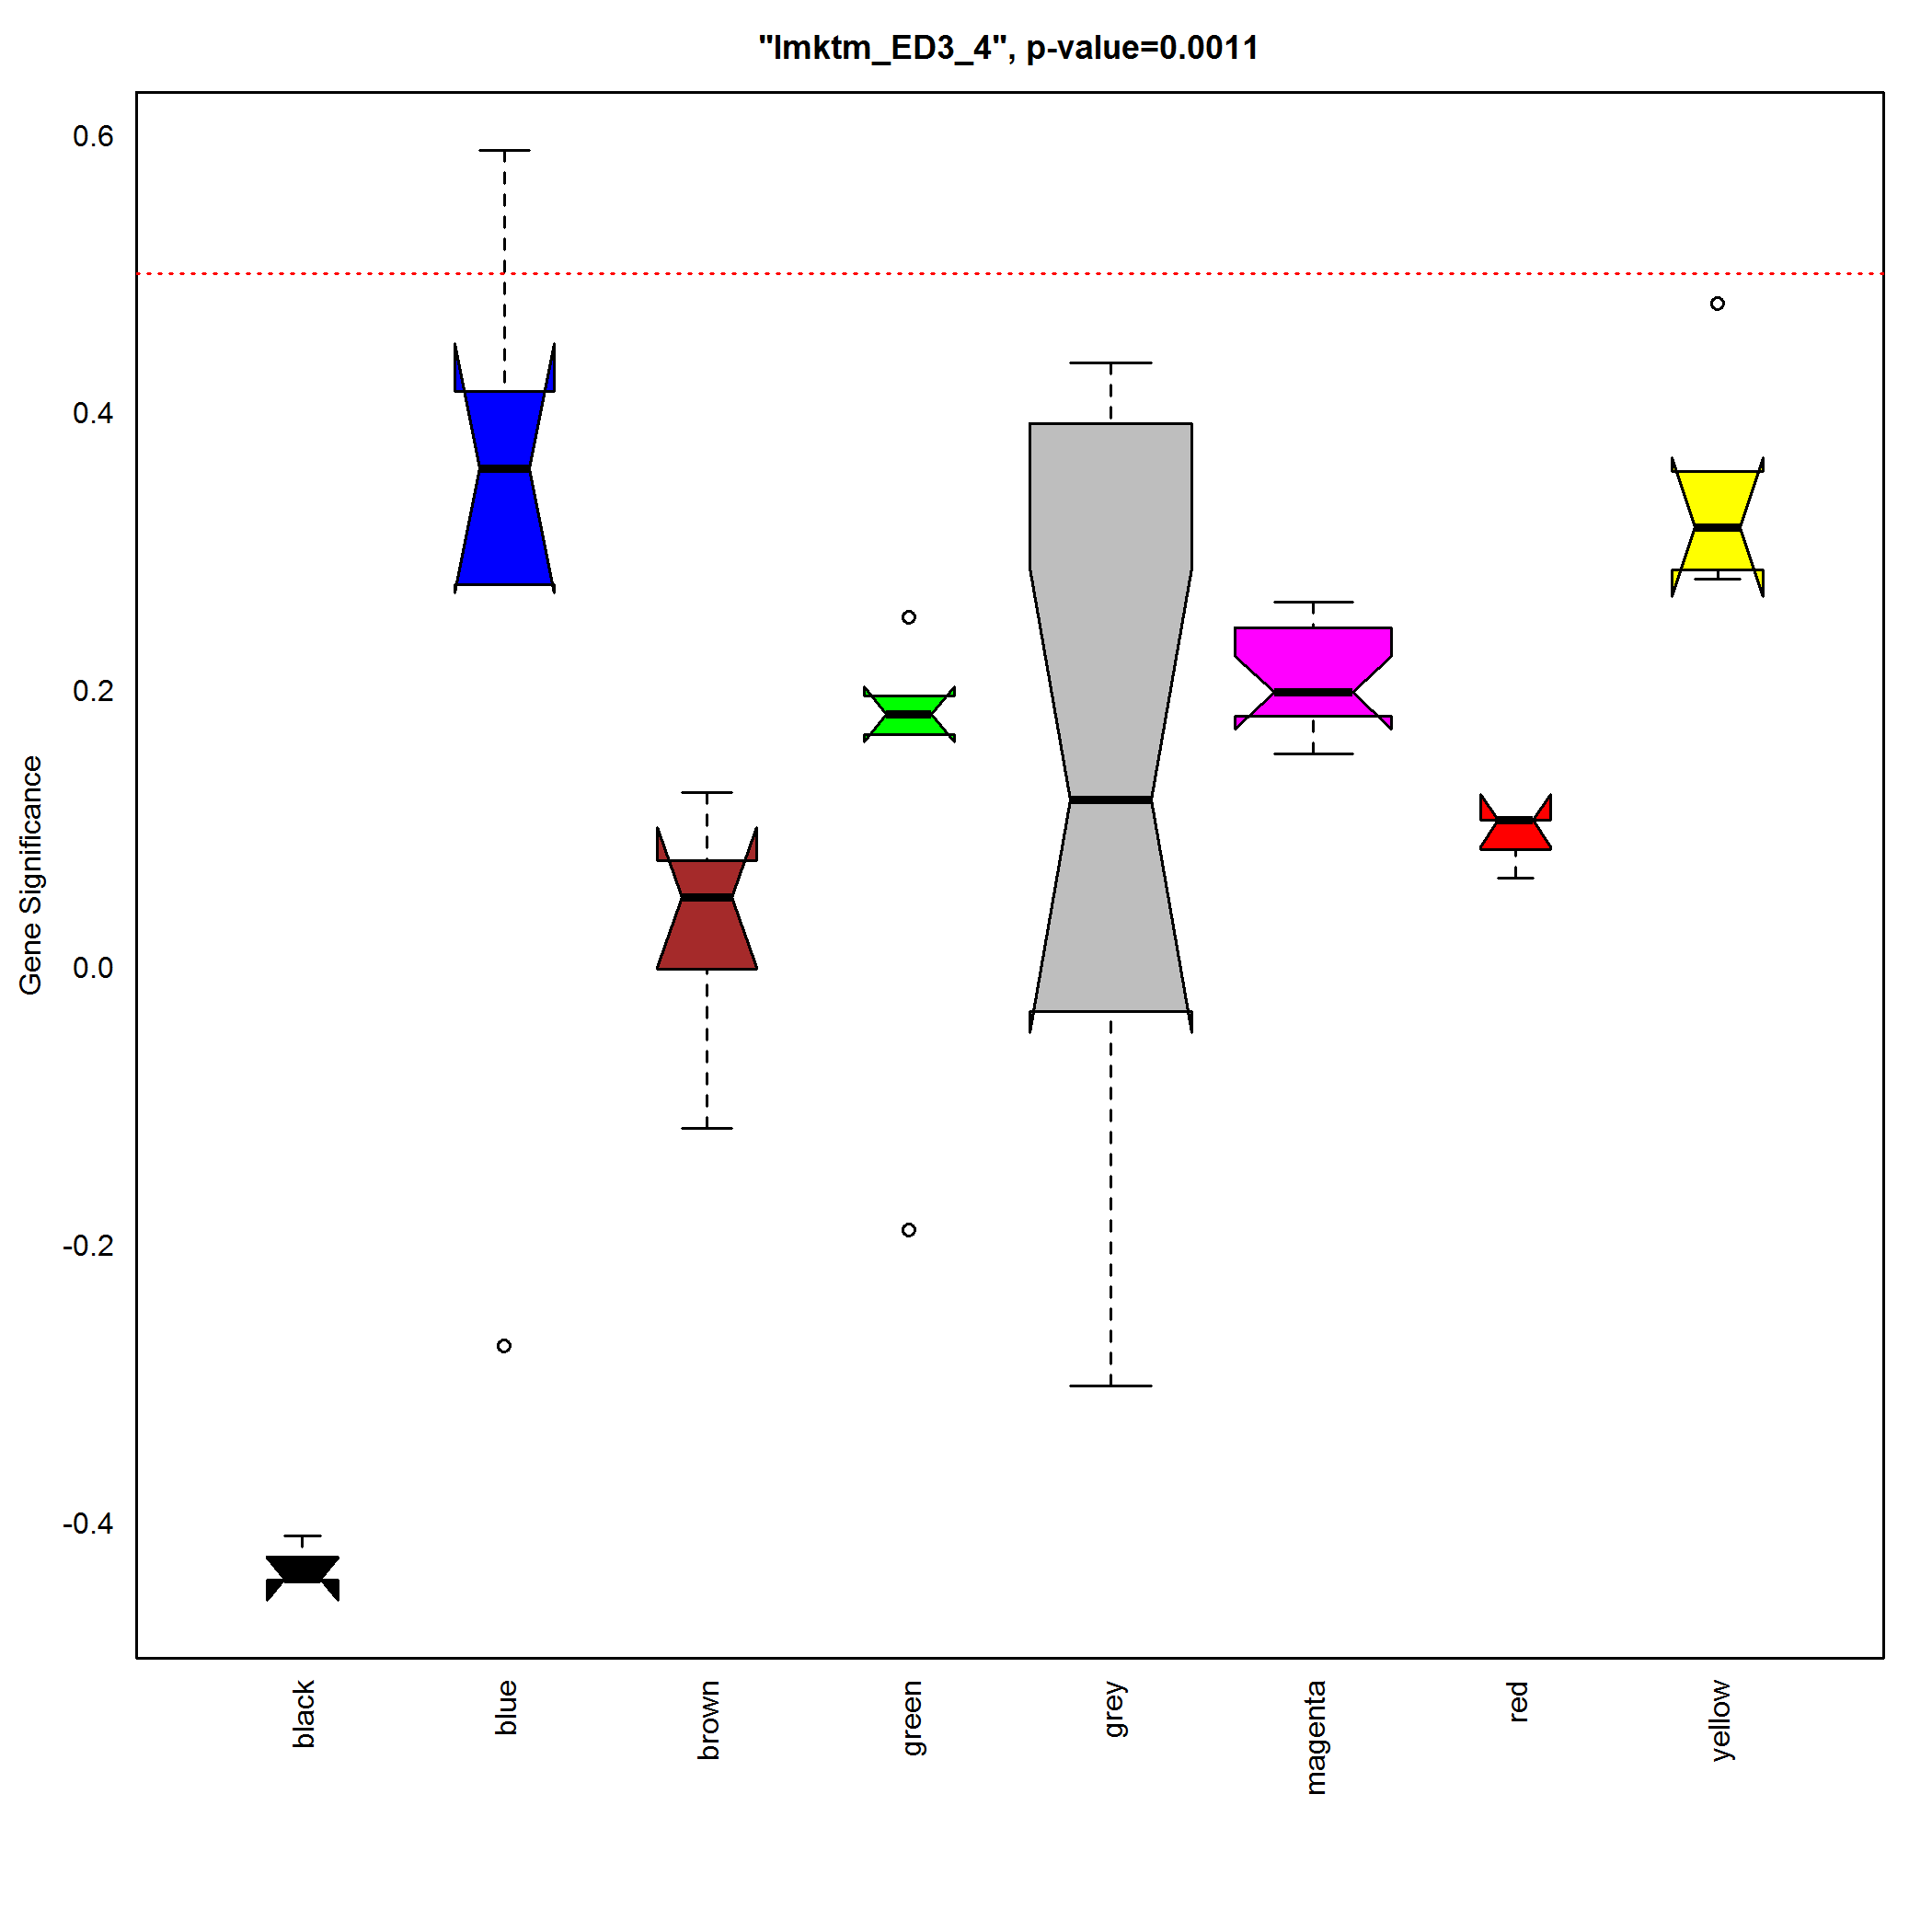 "lmktm_ED3_4", p-value=0.0011
Gene Significance
0.6
0.4
0.2
0.0
-0.2
-0.4
black
blue
brown
green
grey
magenta
red
yellow